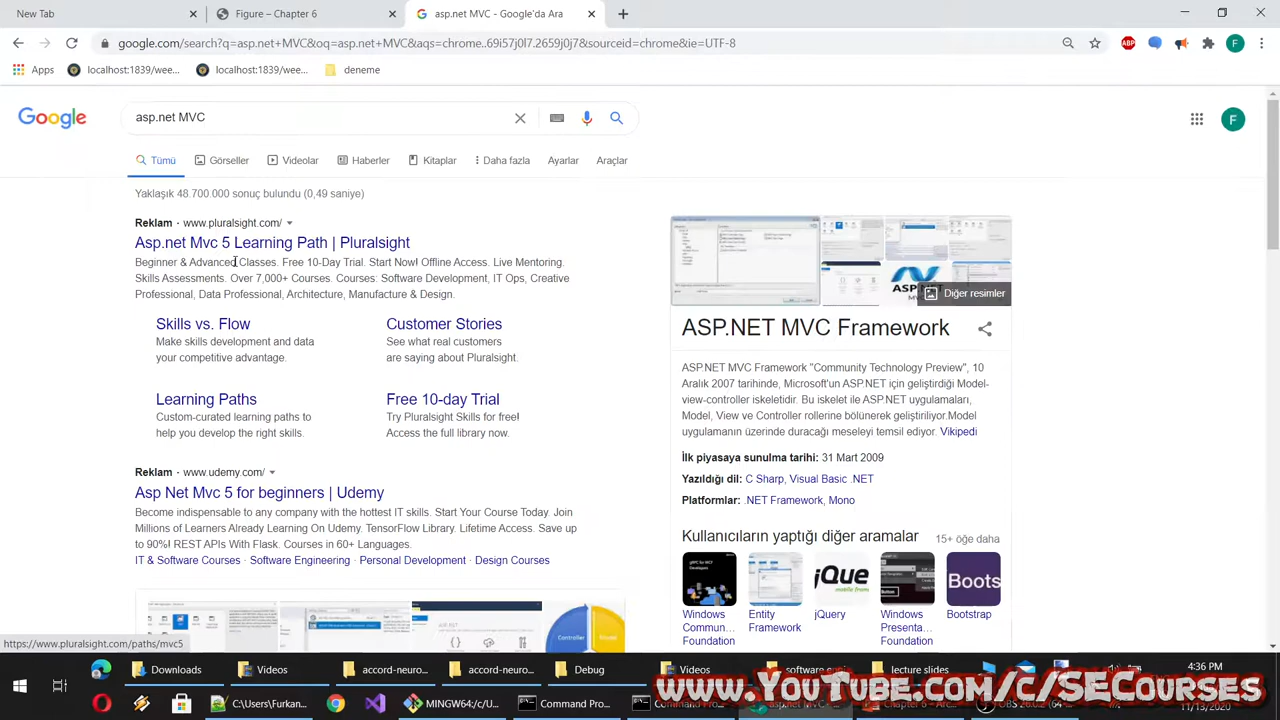 New Tab
Figure – Chapter 6
asp.net MVC - Google'da Ara
google.com/search?q=asp.net+MVC&oq=asp.net+MVC&aqs=chrome..69i57j0l7.2659j0j7&sourceid=chrome&ie=UTF-8
ABP
F
Apps
localhost:1839/wee...
localhost:1839/wee...
deneme
Google
asp.net MVC
F
Tümü
Görseller
Videolar
Haberler
Kitaplar
Daha fazla
Ayarlar
Araçlar
Yaklaşık 48.700.000 sonuç bulundu (0,49 saniye)
Reklam · www.pluralsight.com/
Asp.net Mvc 5 Learning Path | Pluralsight
Beginner & Advanced Classes. Free 10-Day Trial. Start Now! Offline Access. Live Mentoring.
Skills Assessments. Over 7,000+ Courses. Courses: Software Development, IT Ops, Creative
Professional, Data Professional, Architecture, Manufacture & Design.
Skills vs. Flow
Make skills development and data
your competitive advantage.
Customer Stories
See what real customers
are saying about Pluralsight.
Learning Paths
Custom-curated learning paths to
help you develop the right skills.
Free 10-day Trial
Try Pluralsight Skills for free!
Access the full library now.
Reklam · www.udemy.com/
Asp Net Mvc 5 for beginners | Udemy
Become indispensable to any company with the hottest IT skills. Start Your Course Today. Join
Millions of Learners Already Learning On Udemy. TensorFlow Library. Lifetime Access. Save up
to 90%! REST APIs With Flask. Courses in 60+ Languages.
IT & Software Courses · Software Engineering · Personal Development · Design Courses
Controller
Diğer resimler
ASP.NET MVC Framework
ASP.NET MVC Framework "Community Technology Preview", 10
Aralık 2007 tarihinde, Microsoft'un ASP.NET için geliştirdiği Model-
view-controller iskeletidir. Bu iskelet ile ASP.NET uygulamaları,
Model, View ve Controller rollerine bölünerek geliştiriliyor.Model
uygulamanın üzerinde duracağı meseleyi temsil ediyor. Vikipedi
İlk piyasaya sunulma tarihi: 31 Mart 2009
Yazıldığı dil: C Sharp, Visual Basic .NET
Platformlar: .NET Framework, Mono
Kullanıcıların yaptığı diğer aramalar
15+ öğe daha
jQue
Boots
Windows
Commun...
Foundation
Entity
Framework
jQuery
Windows
Presenta...
Foundation
Bootstrap
https://www.pluralsight.com/paths/mvc5
Downloads
Videos
accord-neuro...
accord-neuro...
Debug
Videos
lecture slides
4:36 PM
C:\Users\Furkan...
MINGW64:/c/U...
Command Pro...
11/13/2020
www.YouTube.com/c/SECourses